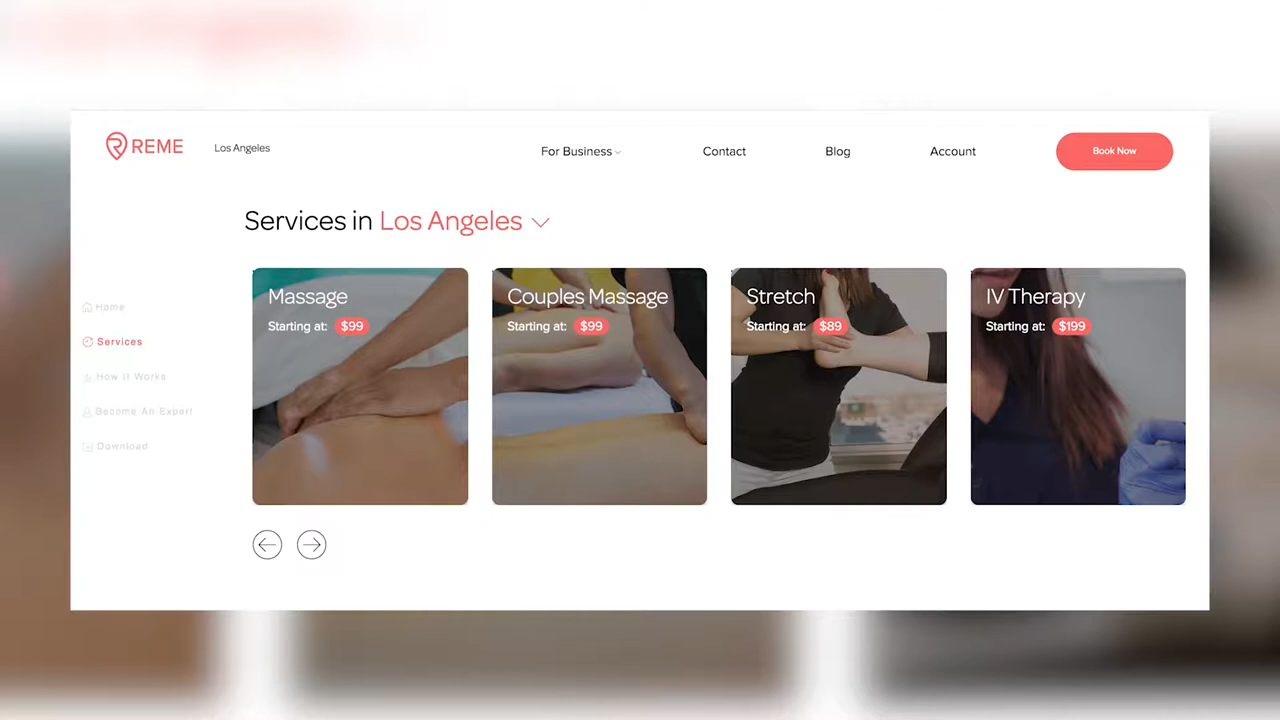 REME
Los Angeles
For Business
Contact
Blog
Account
Book Now
Services in Los Angeles
Home
Services
How It Works
Become An Expert
Download
Massage
Starting at: $99
Couples Massage
Starting at: $99
Stretch
Starting at: $89
IV Therapy
Starting at: $199